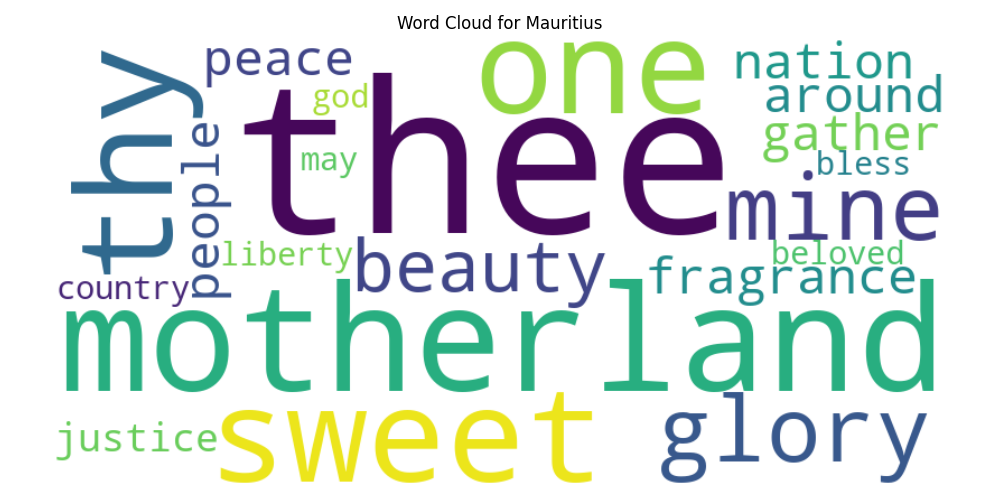 Word Cloud for Mauritius
thy
peace
people
god
may
thee
one
nation
around
gather
bless
mine
beloved
liberty
country
beauty
fragrance
motherland
justice
sweet
glory